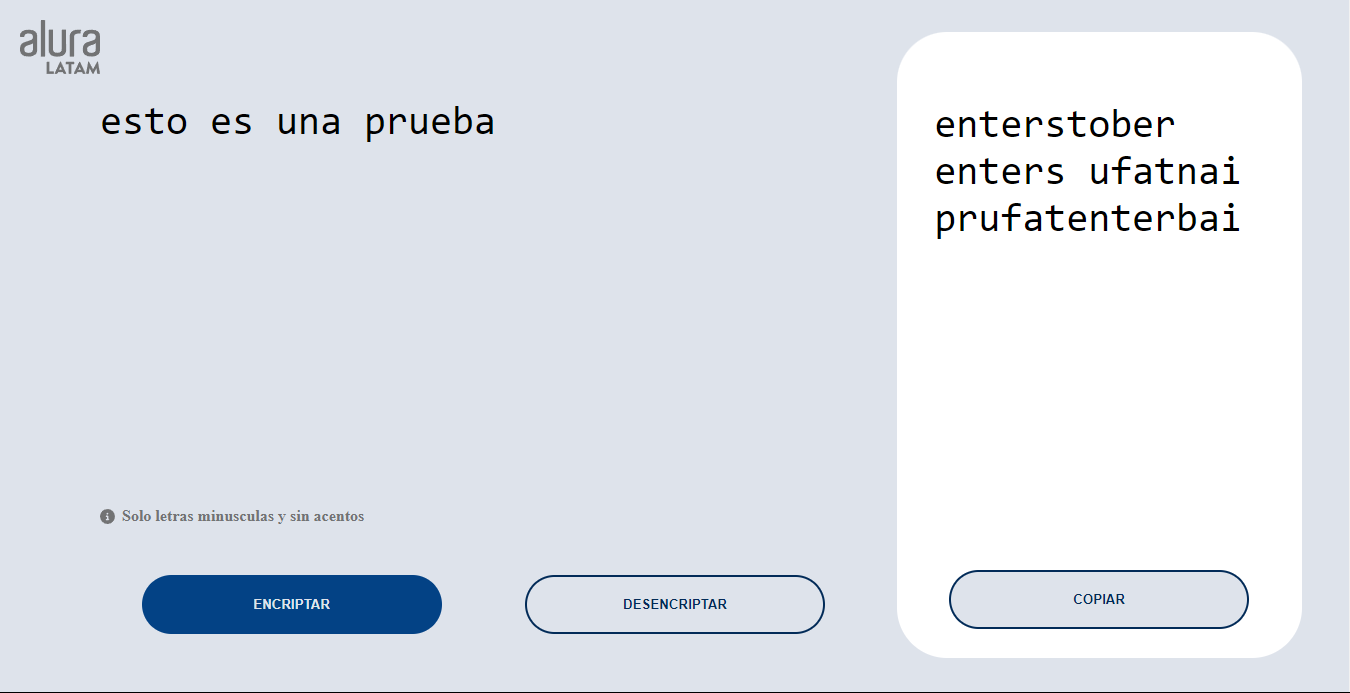 alura
LATAM
esto es una prueba
Solo letras minusculas y sin acentos
ENCRIPTAR
DESENCRIPTAR
enterstober
enters ufatnai
prufatenterbai
COPIAR